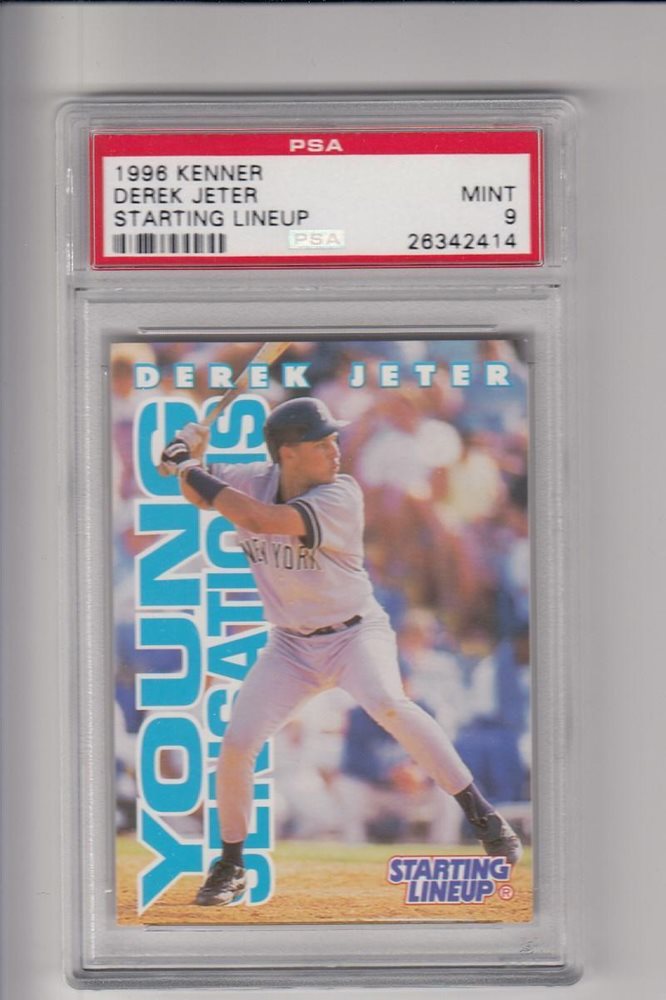 PSA
1996 KENNER
DEREK JETER
MINT
STARTING LINEUP
9
PSA
26342414
DEREK JETER
YOUNG
SENSATIONS
NEW YORK
STARTING
LINEUP®